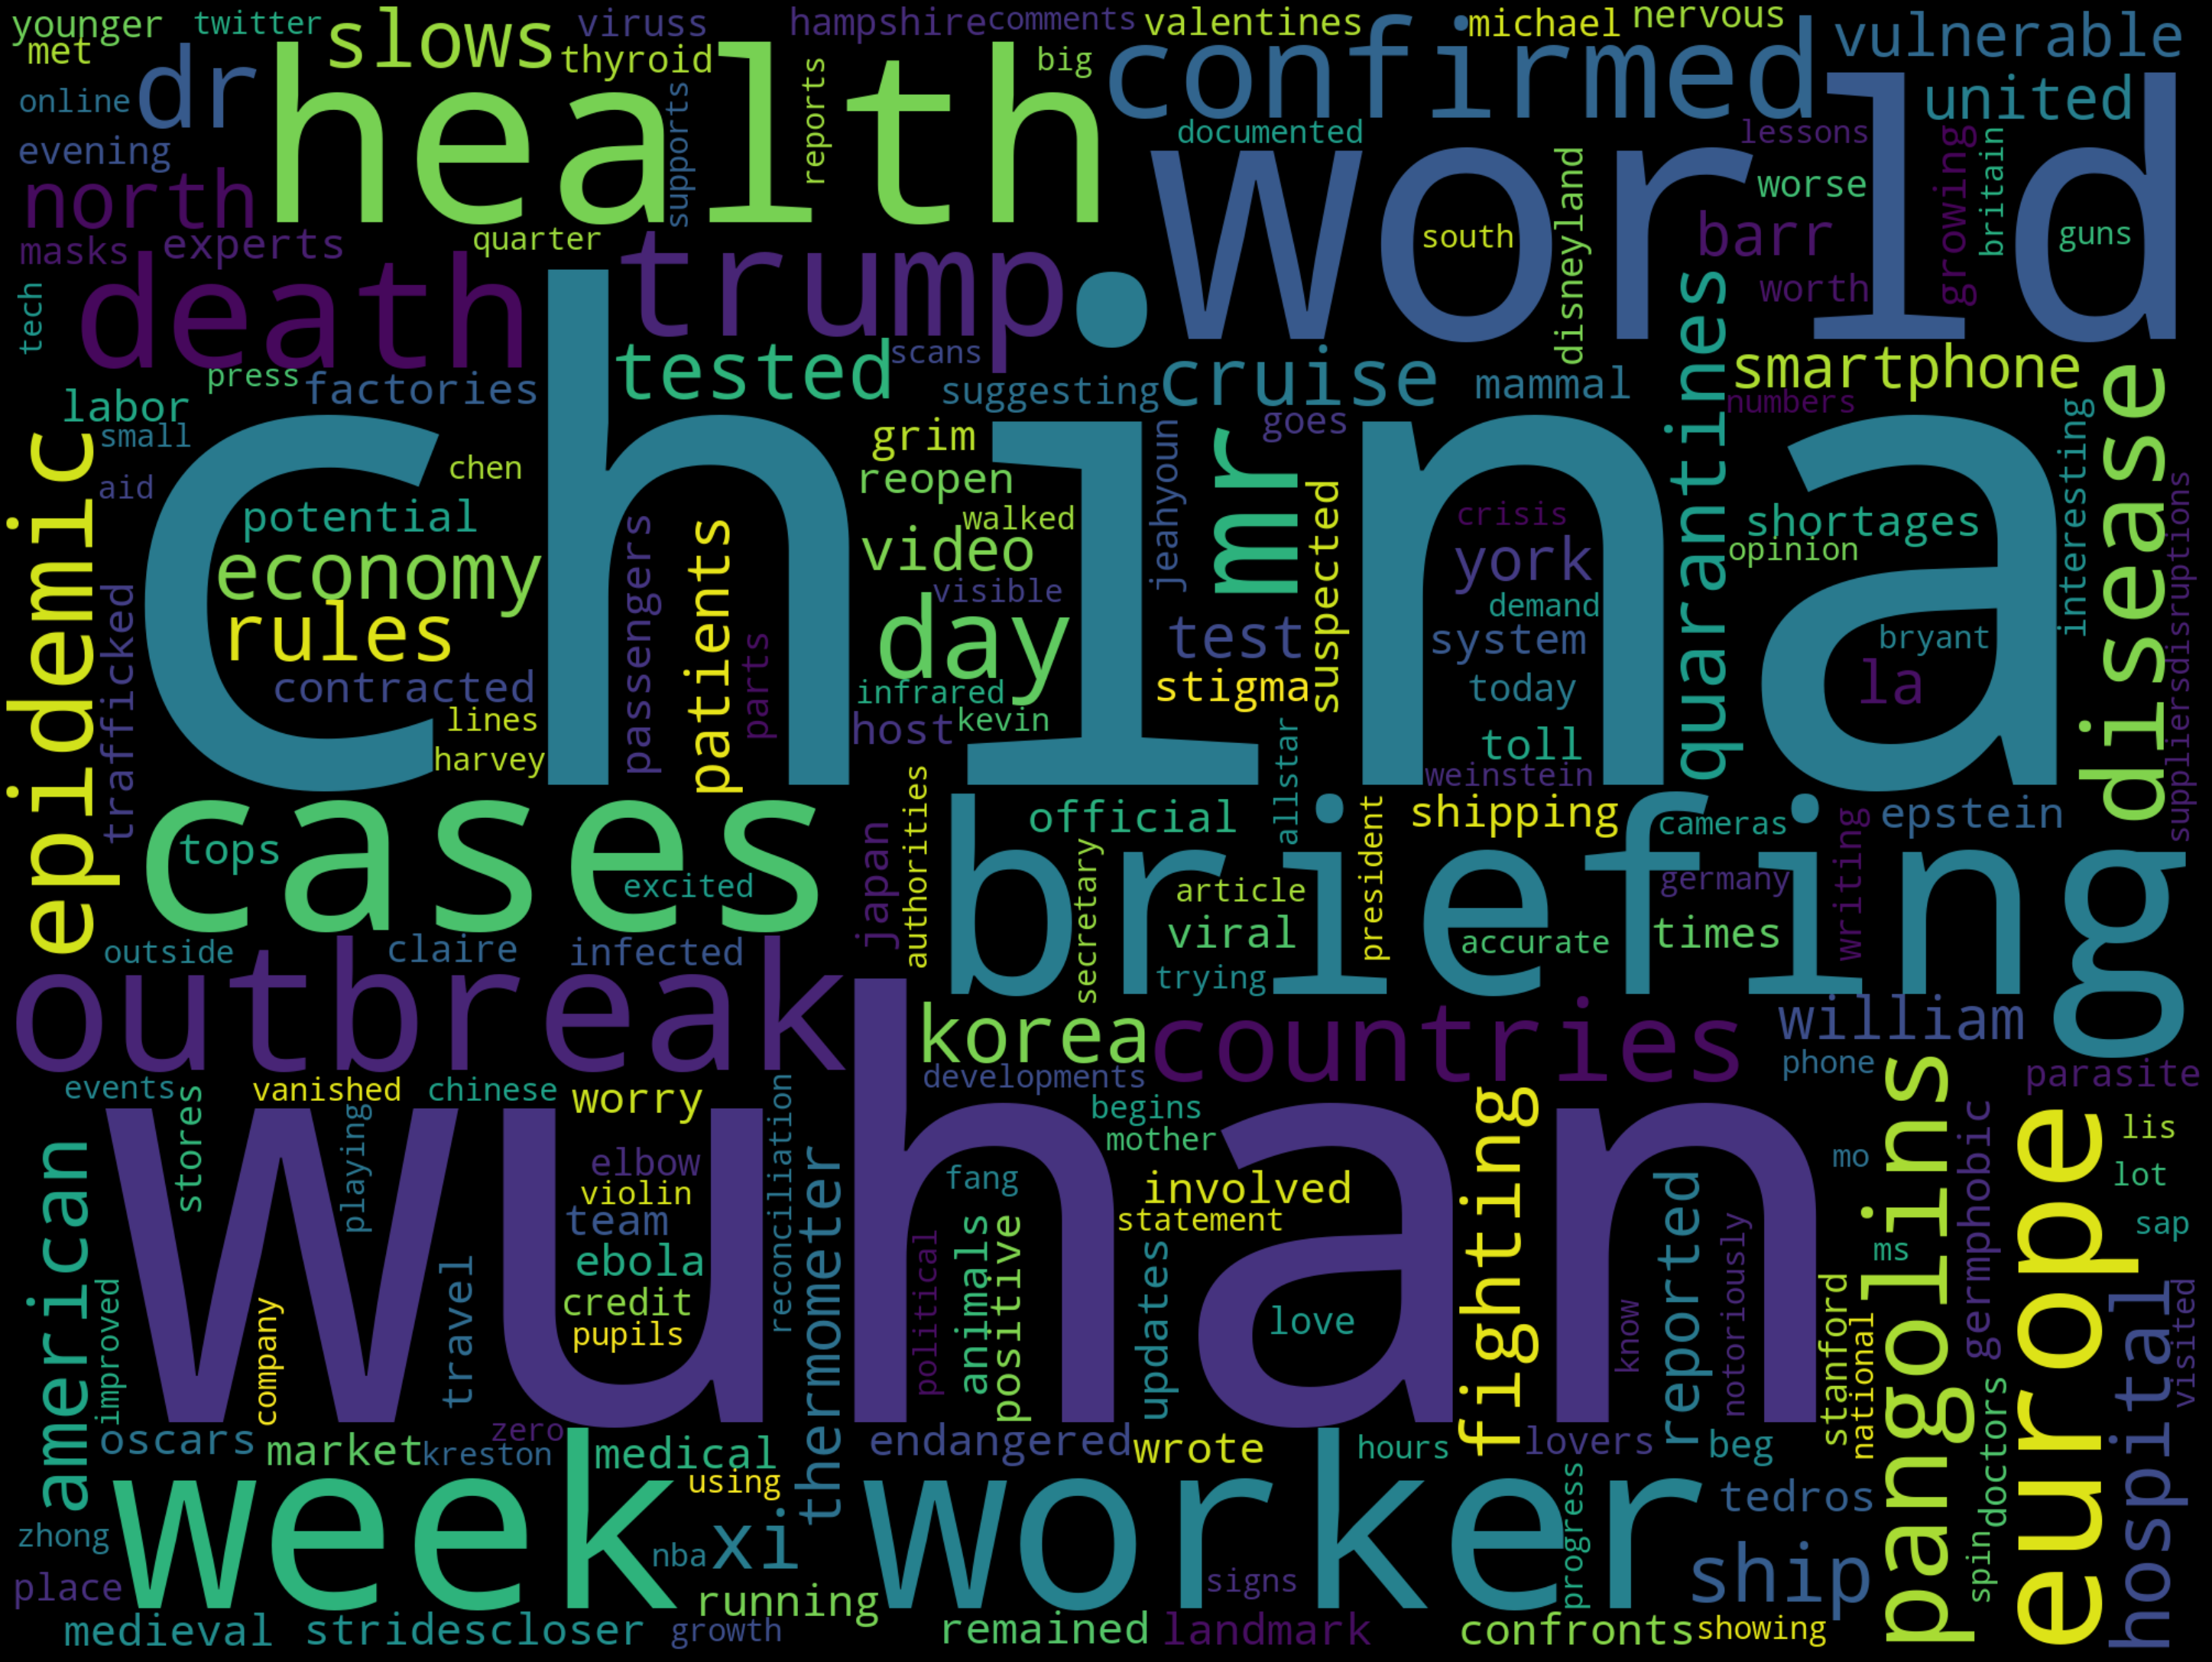 younger twitter slows viruss hampshire comments valentines michael nervous
met thyroid big confirmed vulnerable
online dr health supports reports documented lessons united
evening world disneyland worse growing britain
north south barr guns
masks experts quarter trump worth
tech death scans
press factories tested suggesting cruise mammal quarantines smartphone
labor numbers
small grim jeahyoun goes mr interesting disease
epidemic china
aid chen reopen suspected
potential walked crisis shortages
economy passengers patients video york opinion suppliersdisruptions
trafficked rules visible demand
parts day test system bryant
contracted infrared stigma today la
lines host kevin
harvey toll
allstar weinstein
cases authorities official president shipping cameras writing epstein
tops japan briefing
excited secretary article germany
outside claire infected viral accurate times
trying
outbreak korea countries william
events vanished chinese developments phone parasite
stores playing worry reconciliation begins
mother lis
american wuhan elbow fang involved fighting mo pangolins germphobic europe lot
violin statement
team political animals positive updates reported notoriously ms sap
improved company travel ebola thermometer love know stanford hospital
credit national visited
pupils
oscars zero
market kreston medical endangered wrote hours lovers beg doctors
week using worker tedros
zhong xi progress spin
place nba signs ship
running
medieval stridescloser growth remained landmark confronts showing